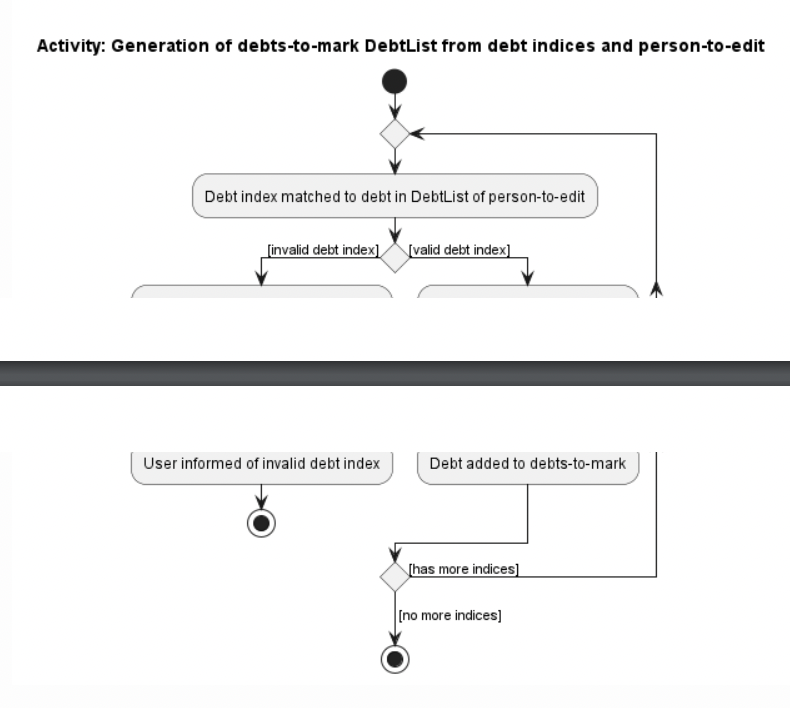 Activity: Generation of debts-to-mark DebtList from debt indices and person-to-edit
Debt index matched to debt in DebtList of person-to-edit
[invalid debt index]
[valid debt index]
User informed of invalid debt index
Debt added to debts-to-mark
[has more indices]
[no more indices]